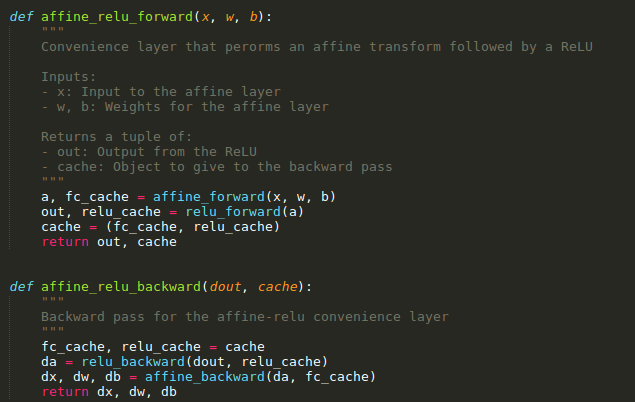 def affine_relu_forward(x, w, b):
"""
Convenience layer that perorms an affine transform followed by a ReLU
Inputs:
- x: Input to the affine layer
- w, b: Weights for the affine layer
Returns a tuple of:
- out: Output from the ReLU
- cache: Object to give to the backward pass
"""
a, fc_cache = affine_forward(x, w, b)
out, relu_cache = relu_forward(a)
cache = (fc_cache, relu_cache)
return out, cache
def affine_relu_backward(dout, cache):
"""
Backward pass for the affine-relu convenience layer
"""
fc_cache, relu_cache = cache
da = relu_backward(dout, relu_cache)
dx, dw, db = affine_backward(da, fc_cache)
return dx, dw, db